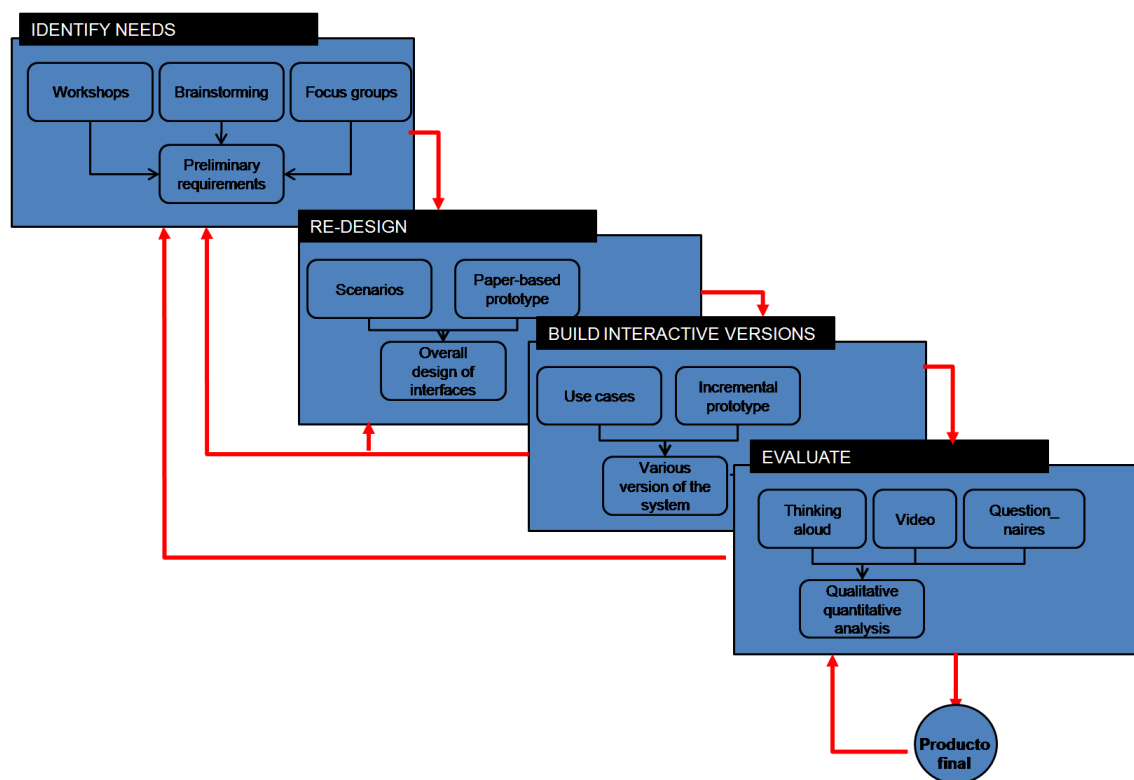 IDENTIFY NEEDS
Workshops
Brainstorming
Focus groups
Preliminary
requirements
RE-DESIGN
Scenarios
Paper-based
prototype
Overall
design of
interfaces
BUILD INTERACTIVE VERSIONS
Use cases
Incremental
prototype
Various
version of the
system
EVALUATE
Thinking
aloud
Video
Question_
naires
Qualitative
quantitative
analysis
Producto
final